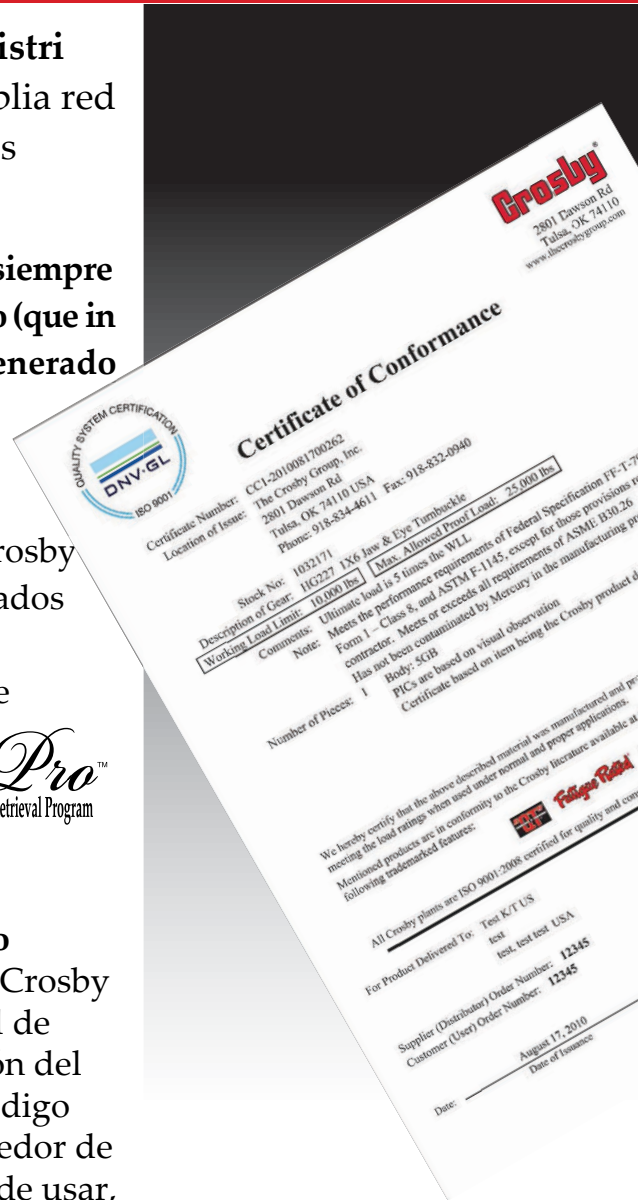 istri
plia red
s
siempre
o (que in
enerado
rosby
ados
e
Pro™
etrieval Program
o
Crosby
l de
ón del
digo
edor de
de usar,
Crosby®
2801 Dawson Rd
Tulsa, OK 74110
www.thecrosbygroup.com
QUALITY SYSTEM CERTIFICATION
DNV·GL
ISO 9001
Certificate of Conformance
Certificate Number: CC1-2010081700262
Location of Issue: The Crosby Group, Inc.
2801 Dawson Rd
Tulsa, OK 74110 USA
Phone: 918-834-4611 Fax: 918-832-0940
Stock No: 1032171
Description of Gear: HG227 1X6 Jaw & Eye Turnbuckle
Working Load Limit: 10,000 lbs Max. Allowed Proof Load: 25,000 lbs
Comments: Ultimate load is 5 times the WLL
Note: Meets the performance requirements of Federal Specification FF-T-79
Form 1 – Class 8, and ASTM F-1145, except for those provisions re
contractor. Meets or exceeds all requirements of ASME B30.26
Has not been contaminated by Mercury in the manufacturing pro
Number of Pieces: 1 Body: 5GB
PICs are based on visual observation
Certificate based on item being the Crosby product de
We hereby certify that the above described material was manufactured and pro
meeting the load ratings when used under normal and proper applications.
Mentioned products are in conformity to the Crosby literature available at
following trademarked features: QT Fatigue Rated
All Crosby plants are ISO 9001:2008 certified for quality and com
For Product Delivered To: Test K/T US
test
test, test test USA
Supplier (Distributor) Order Number: 12345
Customer (User) Order Number: 12345
Date: August 17, 2010
Date of Issuance